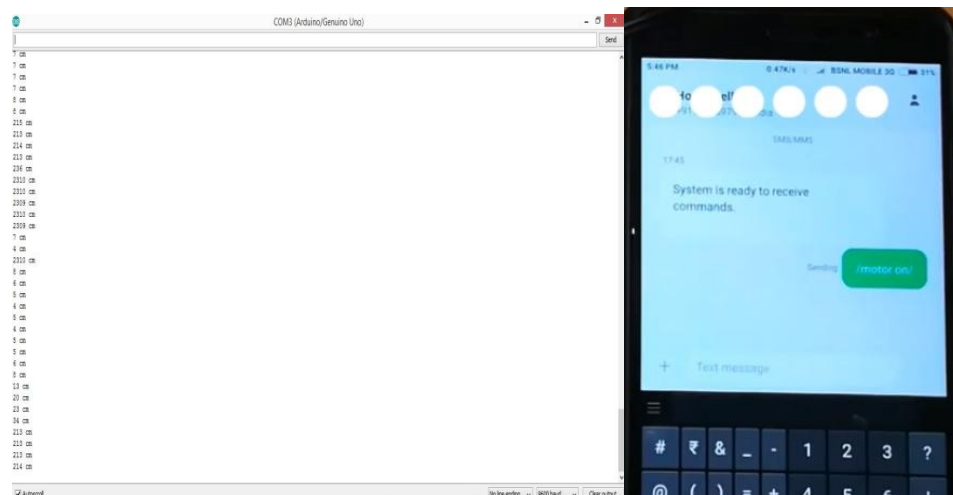 COM3 (Arduino/Genuino Uno)
Send
7 cm
7 cm
7 cm
7 cm
8 cm
8 cm
215 cm
213 cm
214 cm
213 cm
236 cm
2310 cm
2310 cm
2309 cm
2310 cm
2309 cm
7 cm
4 cm
2310 cm
8 cm
6 cm
5 cm
4 cm
5 cm
4 cm
5 cm
5 cm
6 cm
8 cm
13 cm
20 cm
23 cm
34 cm
213 cm
213 cm
213 cm
214 cm
Autoscroll
No line ending
9600 baud
Clear output
5:46 PM
0.47K/s
BSNL MOBILE 3G
31%
SMS/MMS
17:45
System is ready to receive
commands.
Sending
/motor on/
+ Text message
# ₹ & _ - 1 2 3 ?
@ ( ) = + 4 5 6